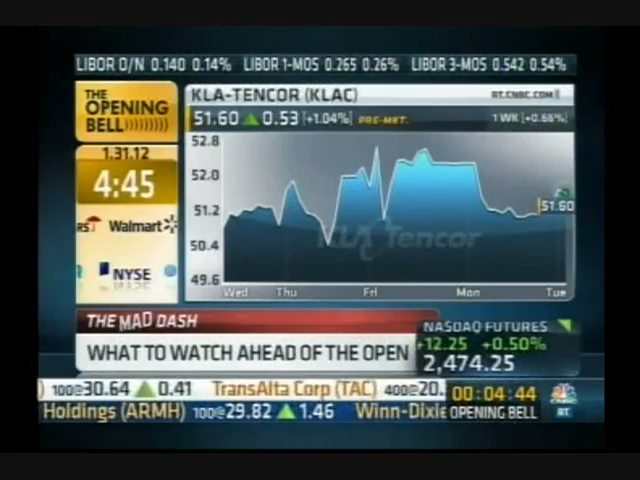 LIBOR O/N 0.140 0.14% LIBOR 1-MOS 0.265 0.26% LIBOR 3-MOS 0.542 0.54%
THE
OPENING
BELL
KLA-TENCOR (KLAC) RT.CNBC.COM
51.60 0.53 [+1.04%] PRE-MKT. 1 WK [+0.66%]
1.31.12
4:45
RS Walmart
NYSE
52.8
52.0
51.2
50.4
49.6
51.60
KLA Tencor
Wed Thu Fri Mon Tue
THE MAD DASH
WHAT TO WATCH AHEAD OF THE OPEN
NASDAQ FUTURES
+12.25 +0.50%
2,474.25
) 100@30.64 0.41 TransAlta Corp (TAC) 400@20.
Holdings (ARMH) 100@29.82 1.46 Winn-Dixie
00:04:44
OPENING BELL
CNBC
RT